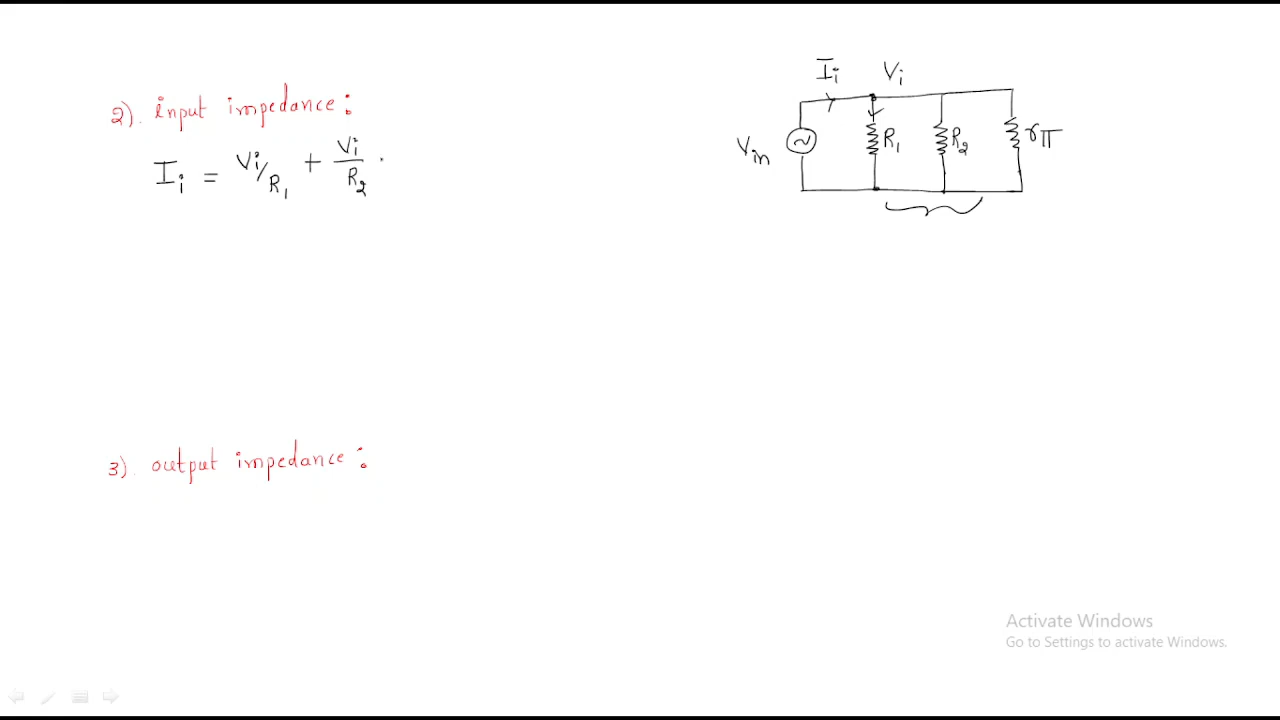 2). input impedance:
Ii = Vi/R1 + Vi/R2
Ii Vi
Vin R1 R2 rπ
3). output impedance:
Activate Windows
Go to Settings to activate Windows.